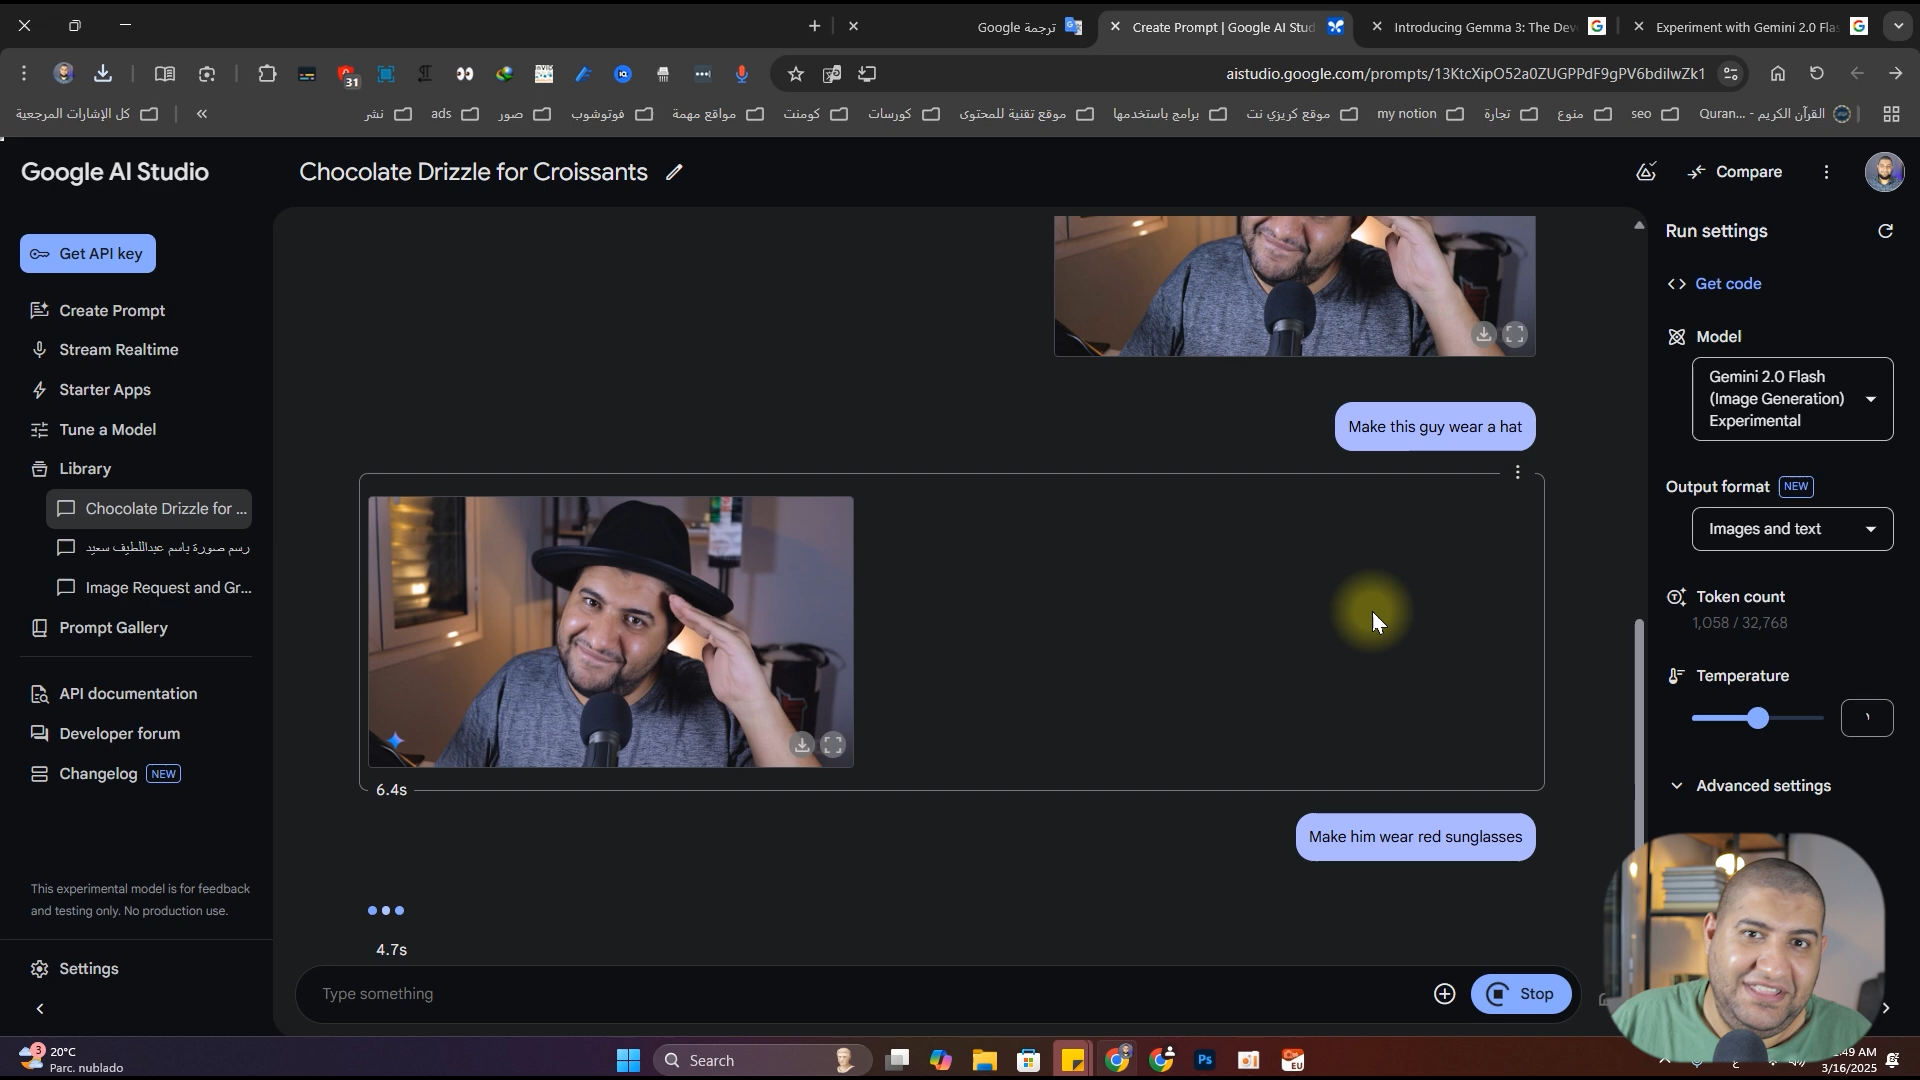 ترجمة Google
Create Prompt | Google AI Stud
Introducing Gemma 3: The Dev
Experiment with Gemini 2.0 Flas
31
aistudio.google.com/prompts/13KtcXipO52a0ZUGPPdF9gPV6bdilwZk1
كل الإشارات المرجعية
»
نشر
ads
صور
فوتوشوب
مواقع مهمة
كومنت
كورسات
موقع تقنية للمحتوى
برامج باستخدمها
موقع كريزي نت
my notion
تجارة
منوع
seo
القرآن الكريم - Quran...
Google AI Studio
Chocolate Drizzle for Croissants
Compare
Get API key
Create Prompt
Stream Realtime
Starter Apps
Tune a Model
Library
Chocolate Drizzle for ...
رسم صورة باسم عبداللطيف سعيد
Image Request and Gr...
Prompt Gallery
API documentation
Developer forum
Changelog NEW
This experimental model is for feedback
and testing only. No production use.
Settings
Make this guy wear a hat
6.4s
Make him wear red sunglasses
4.7s
Type something
Stop
Run settings
Get code
Model
Gemini 2.0 Flash
(Image Generation)
Experimental
Output format NEW
Images and text
Token count
1,058 / 32,768
Temperature
١
Advanced settings
3
20°C
Parc. nublado
Search
Ps
EU
:49 AM
3/16/2025